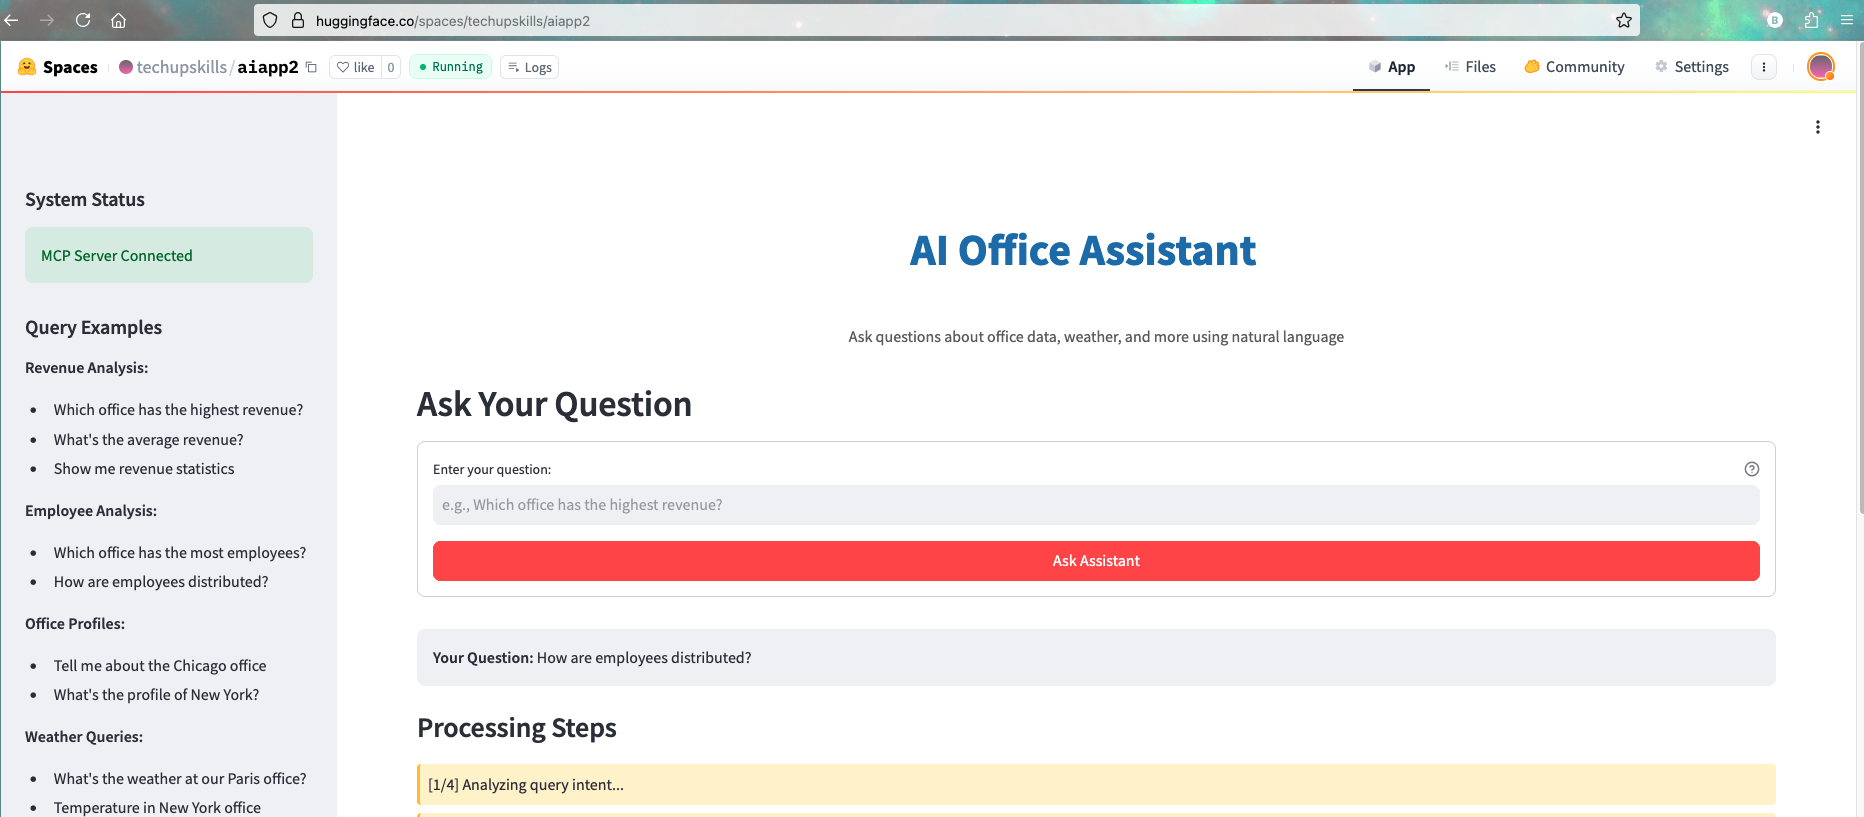 huggingface.co/spaces/techupskills/aiapp2
B
Spaces
techupskills/aiapp2
like 0
Running
Logs
App
Files
Community
Settings
System Status
MCP Server Connected
Query Examples
Revenue Analysis:
Which office has the highest revenue?
What's the average revenue?
Show me revenue statistics
Employee Analysis:
Which office has the most employees?
How are employees distributed?
Office Profiles:
Tell me about the Chicago office
What's the profile of New York?
Weather Queries:
What's the weather at our Paris office?
Temperature in New York office
AI Office Assistant
Ask questions about office data, weather, and more using natural language
Ask Your Question
Enter your question:
e.g., Which office has the highest revenue?
Ask Assistant
Your Question: How are employees distributed?
Processing Steps
[1/4] Analyzing query intent...